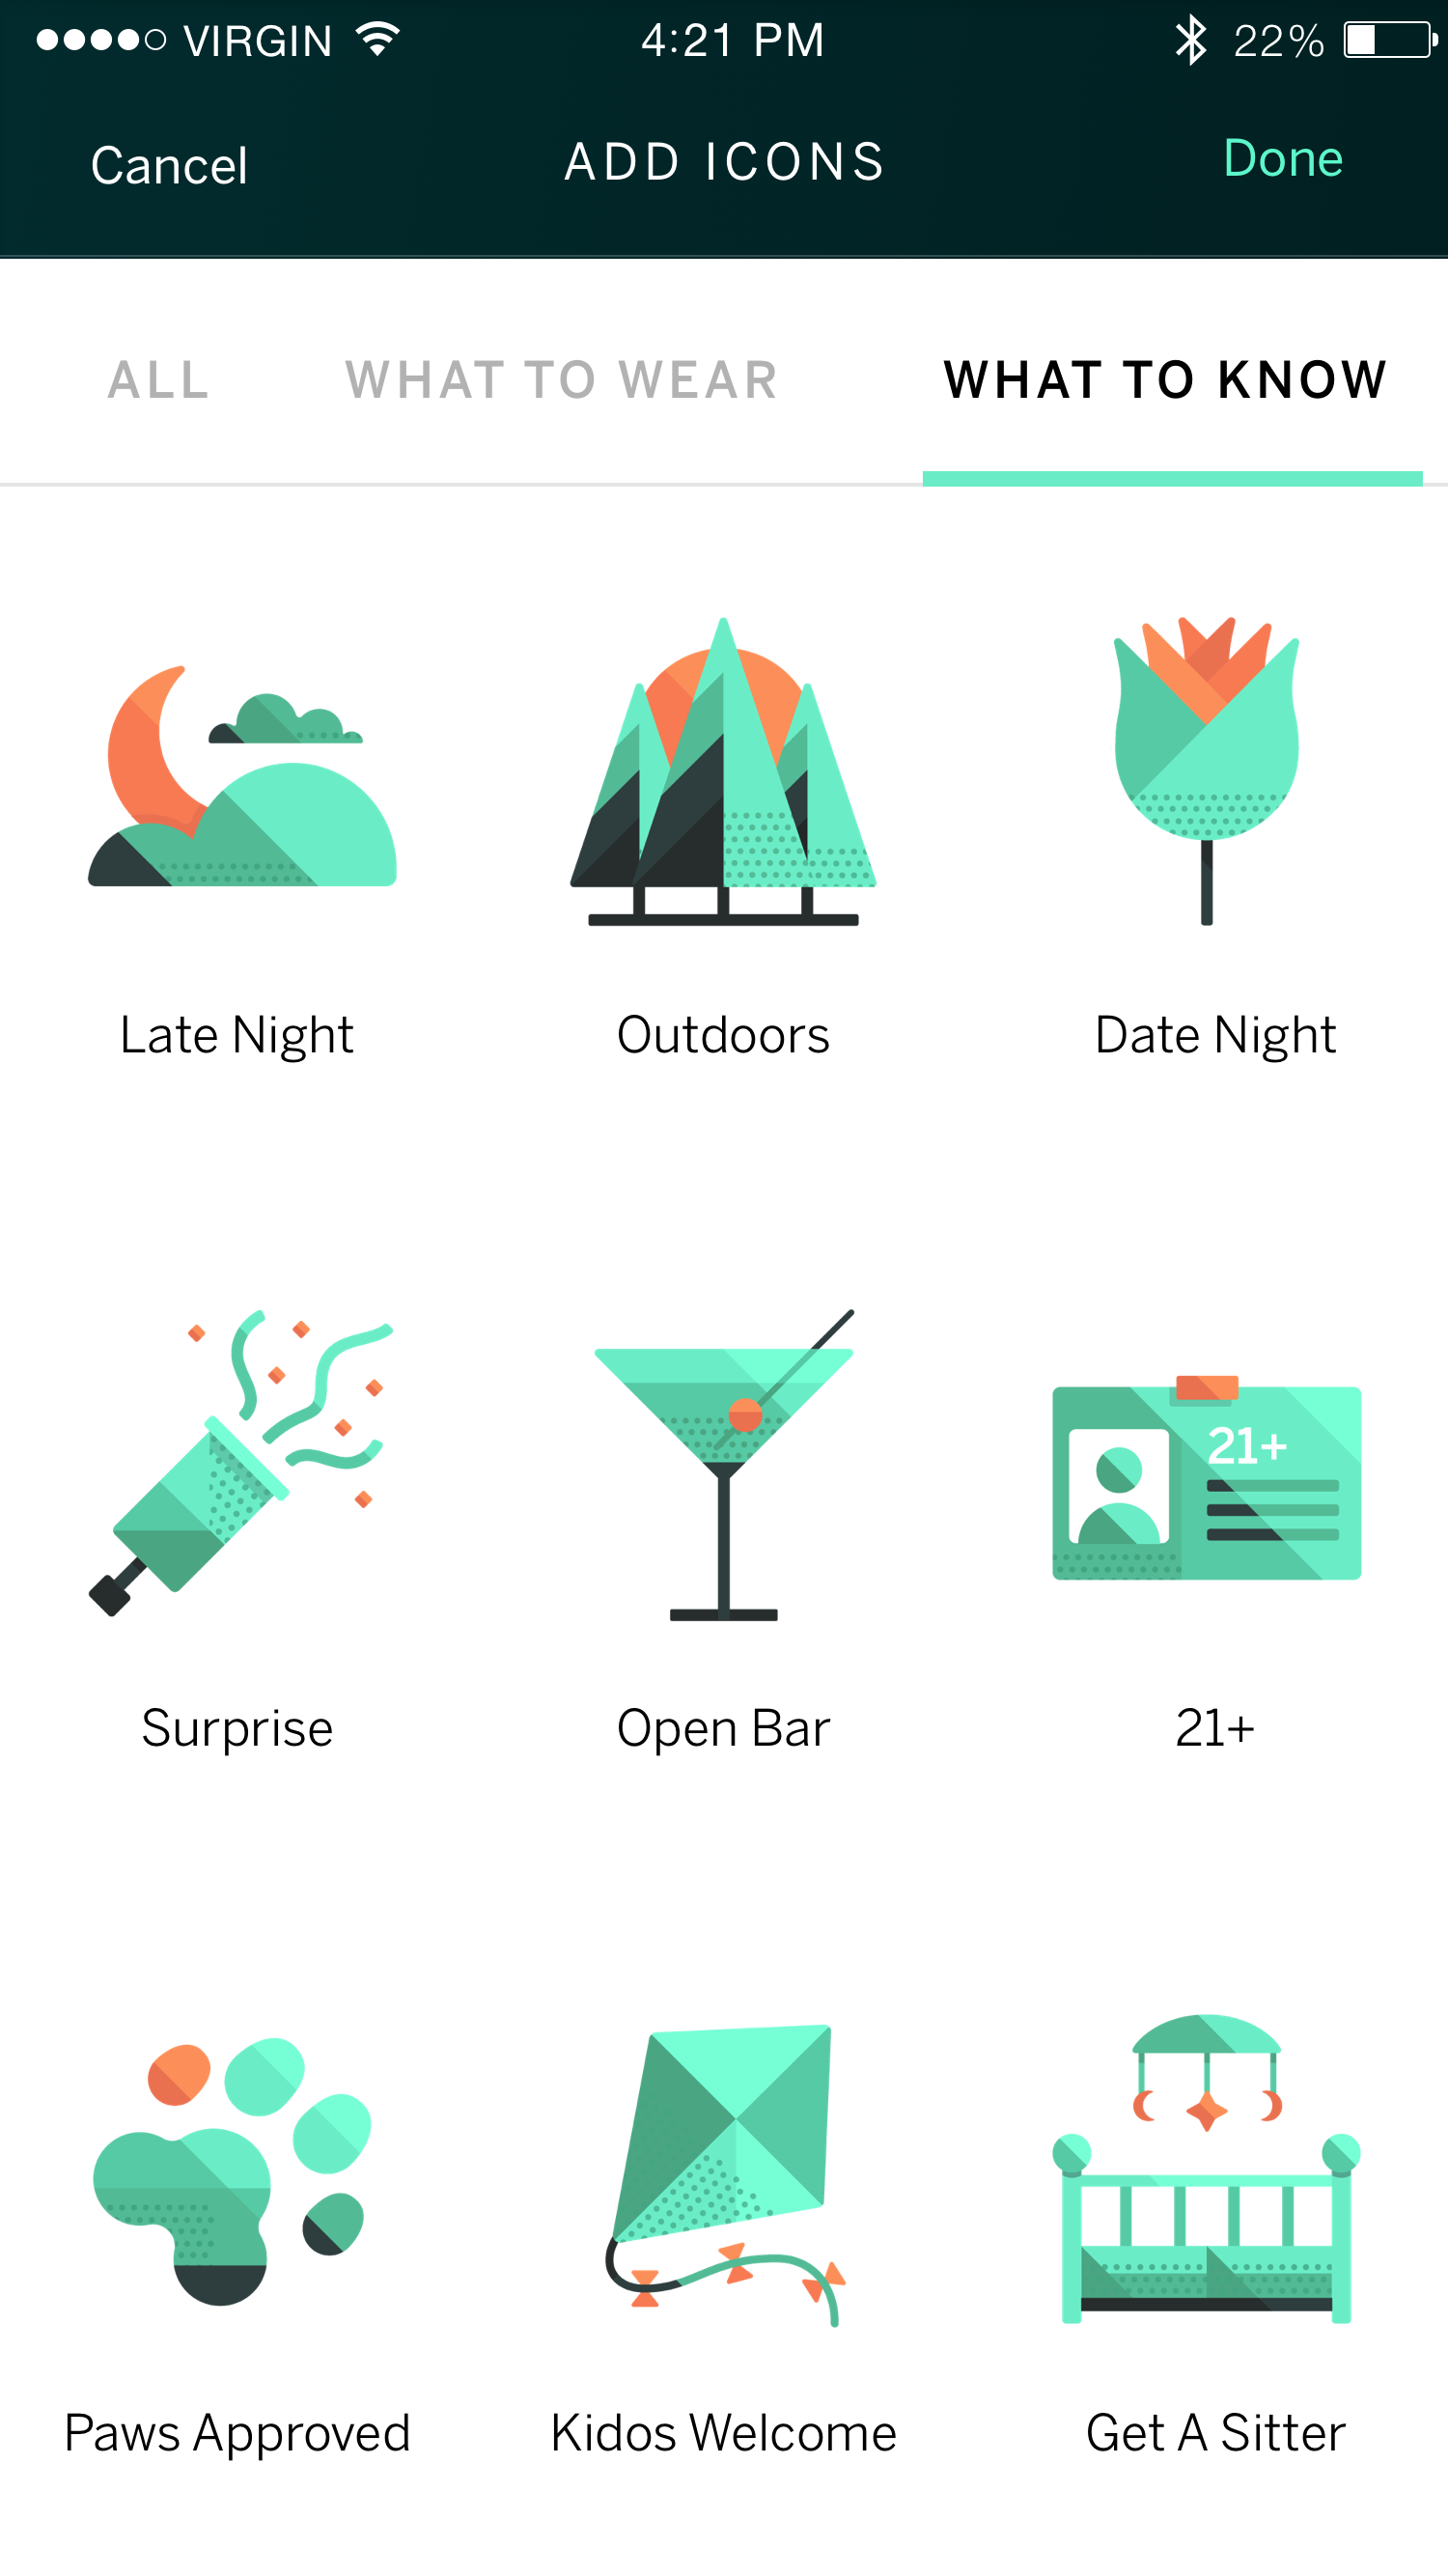 VIRGIN 4:21 PM 22%
Cancel ADD ICONS Done
ALL WHAT TO WEAR WHAT TO KNOW
Late Night Outdoors Date Night
21+
Surprise Open Bar 21+
Paws Approved Kidos Welcome Get A Sitter